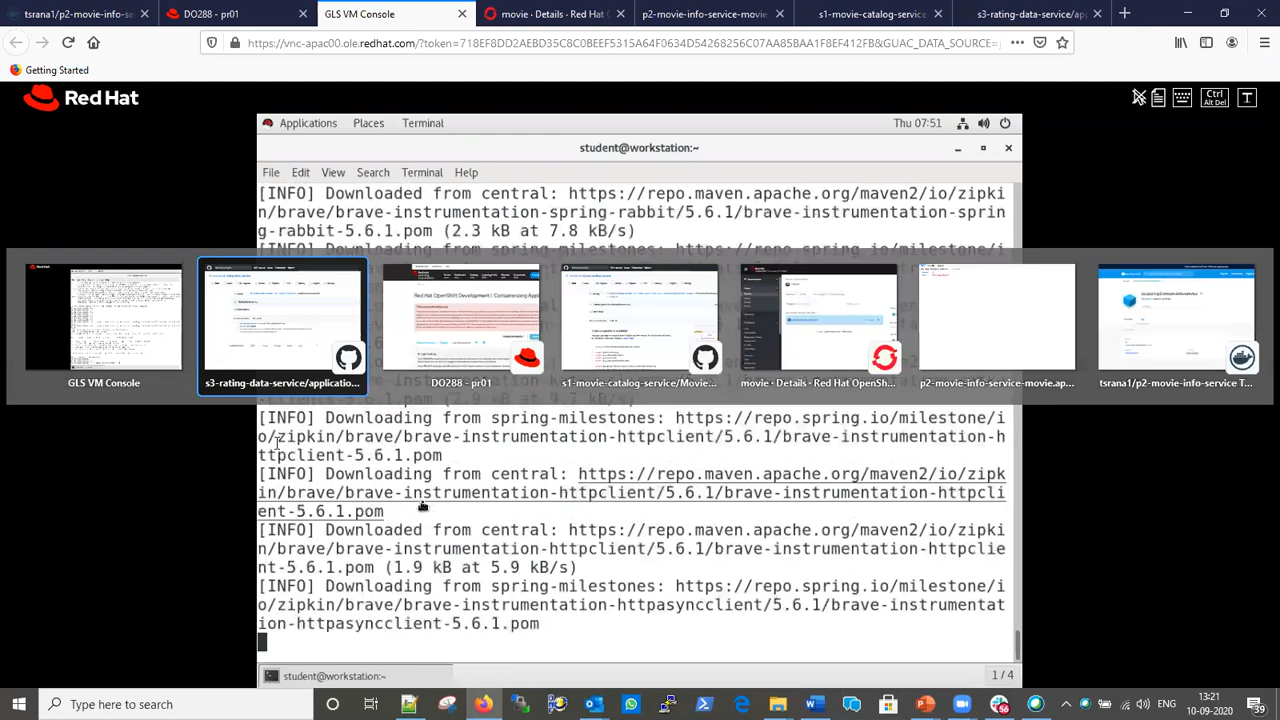 tsrana1/p2-movie-info-se
DO288 - pr01
GLS VM Console
movie - Details - Red Hat O
p2-movie-info-service-movie
s1-movie-catalog-service/
s3-rating-data-service/ap
https://vnc-apac00.ole.redhat.com/?token=718EF8DD2AEBD35C8C0BEEF5315A64F0634D54268256C07AA85BAA1F8EF412FB&GUAC_DATA_SOURCE=
Getting Started
Red Hat
Ctrl
Alt Del
Applications Places Terminal Thu 07:51
student@workstation:~
File Edit View Search Terminal Help
[INFO] Downloaded from central: https://repo.maven.apache.org/maven2/io/zipki
n/brave/brave-instrumentation-spring-rabbit/5.6.1/brave-instrumentation-sprin
g-rabbit-5.6.1.pom (2.3 kB at 7.8 kB/s)
GLS VM Console
s3-rating-data-service/applicatio...
DO288 - pr01
s1-movie-catalog-service/Movie...
movie - Details - Red Hat OpenSh...
p2-movie-info-service-movie.ap...
tsrana1/p2-movie-info-service T...
[INFO] Downloading from spring-milestones: https://repo.spring.io/milestone/i
o/zipkin/brave/brave-instrumentation-httpclient/5.6.1/brave-instrumentation-h
ttpclient-5.6.1.pom
[INFO] Downloading from central: https://repo.maven.apache.org/maven2/io/zipk
in/brave/brave-instrumentation-httpclient/5.6.1/brave-instrumentation-httpcli
ent-5.6.1.pom
[INFO] Downloaded from central: https://repo.maven.apache.org/maven2/io/zipki
n/brave/brave-instrumentation-httpclient/5.6.1/brave-instrumentation-httpclie
nt-5.6.1.pom (1.9 kB at 5.9 kB/s)
[INFO] Downloading from spring-milestones: https://repo.spring.io/milestone/i
o/zipkin/brave/brave-instrumentation-httpasyncclient/5.6.1/brave-instrumentat
ion-httpasyncclient-5.6.1.pom
student@workstation:~
1 / 4
Type here to search
ENG
13:21
10-09-2020